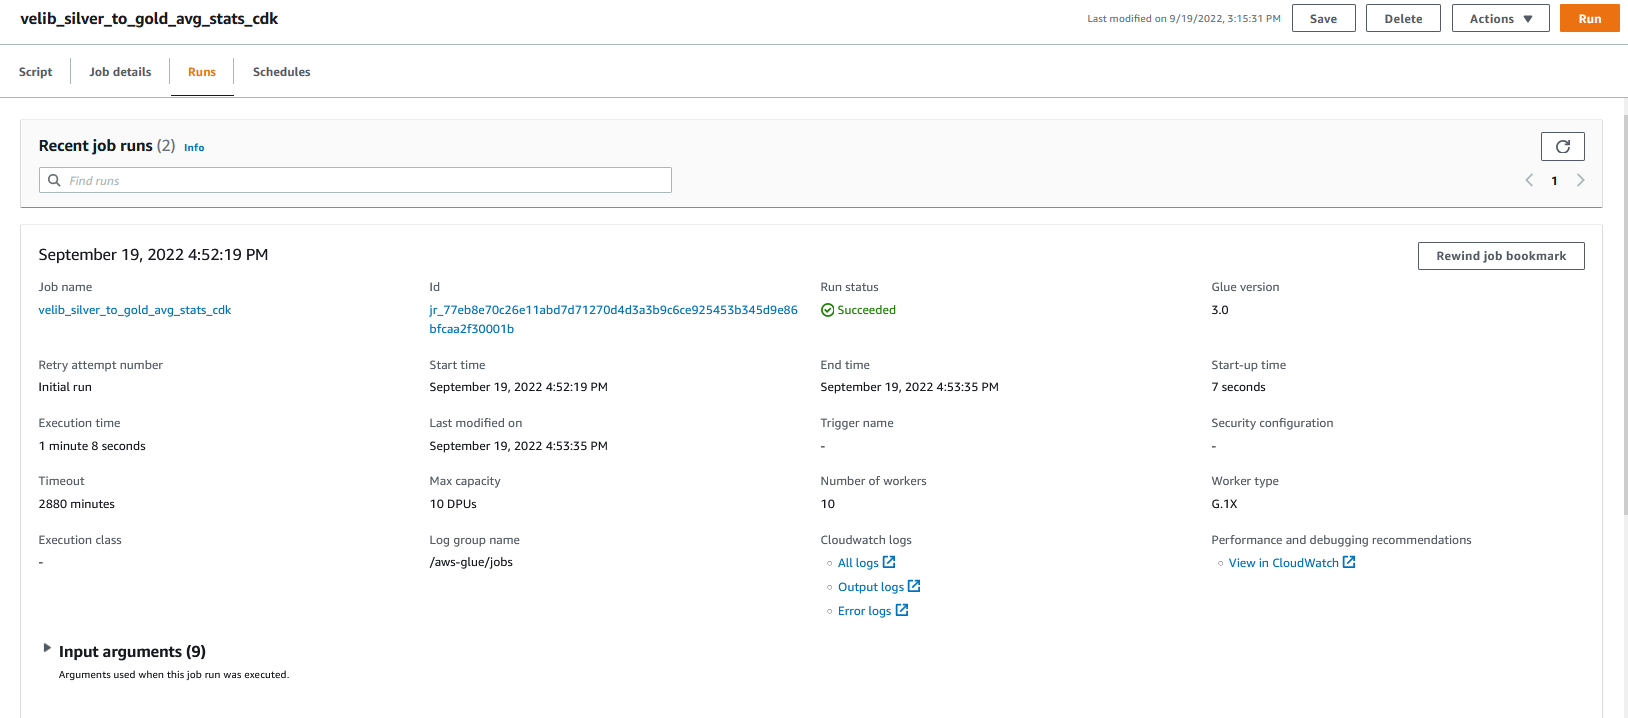 velib_silver_to_gold_avg_stats_cdk
Last modified on 9/19/2022, 3:15:31 PM
Save
Delete
Actions
Run
Script
Job details
Runs
Schedules
Recent job runs (2) Info
Find runs
1
September 19, 2022 4:52:19 PM
Rewind job bookmark
Job name
velib_silver_to_gold_avg_stats_cdk
Id
jr_77eb8e70c26e11abd7d71270d4d3a3b9c6ce925453b345d9e86
bfcaa2f30001b
Run status
Succeeded
Glue version
3.0
Retry attempt number
Initial run
Start time
September 19, 2022 4:52:19 PM
End time
September 19, 2022 4:53:35 PM
Start-up time
7 seconds
Execution time
1 minute 8 seconds
Last modified on
September 19, 2022 4:53:35 PM
Trigger name
-
Security configuration
-
Timeout
2880 minutes
Max capacity
10 DPUs
Number of workers
10
Worker type
G.1X
Execution class
-
Log group name
/aws-glue/jobs
Cloudwatch logs
All logs
Output logs
Error logs
Performance and debugging recommendations
View in CloudWatch
Input arguments (9)
Arguments used when this job run was executed.